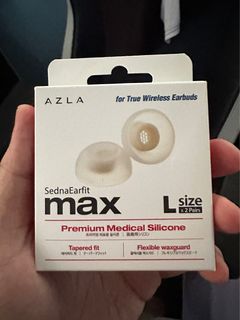 AZLA
for True Wireless Earbuds
SednaEarfit
max
L size
x 2 Pairs
Premium Medical Silicone
Tapered fit
Flexible waxguard